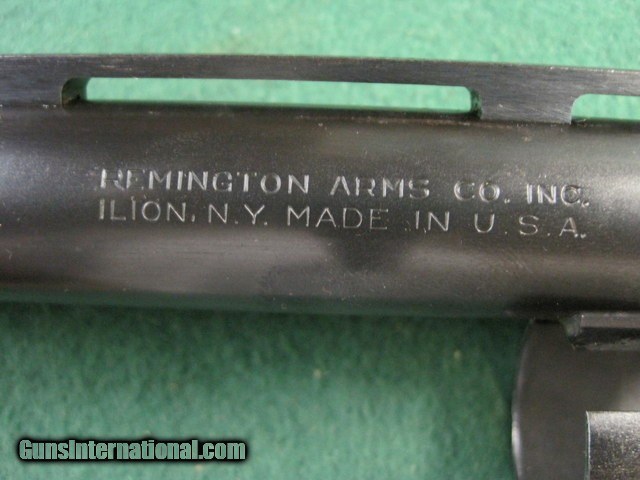 REMINGTON ARMS CO. INC.
ILION, N.Y. MADE IN U.S.A.
GunsInternational.com